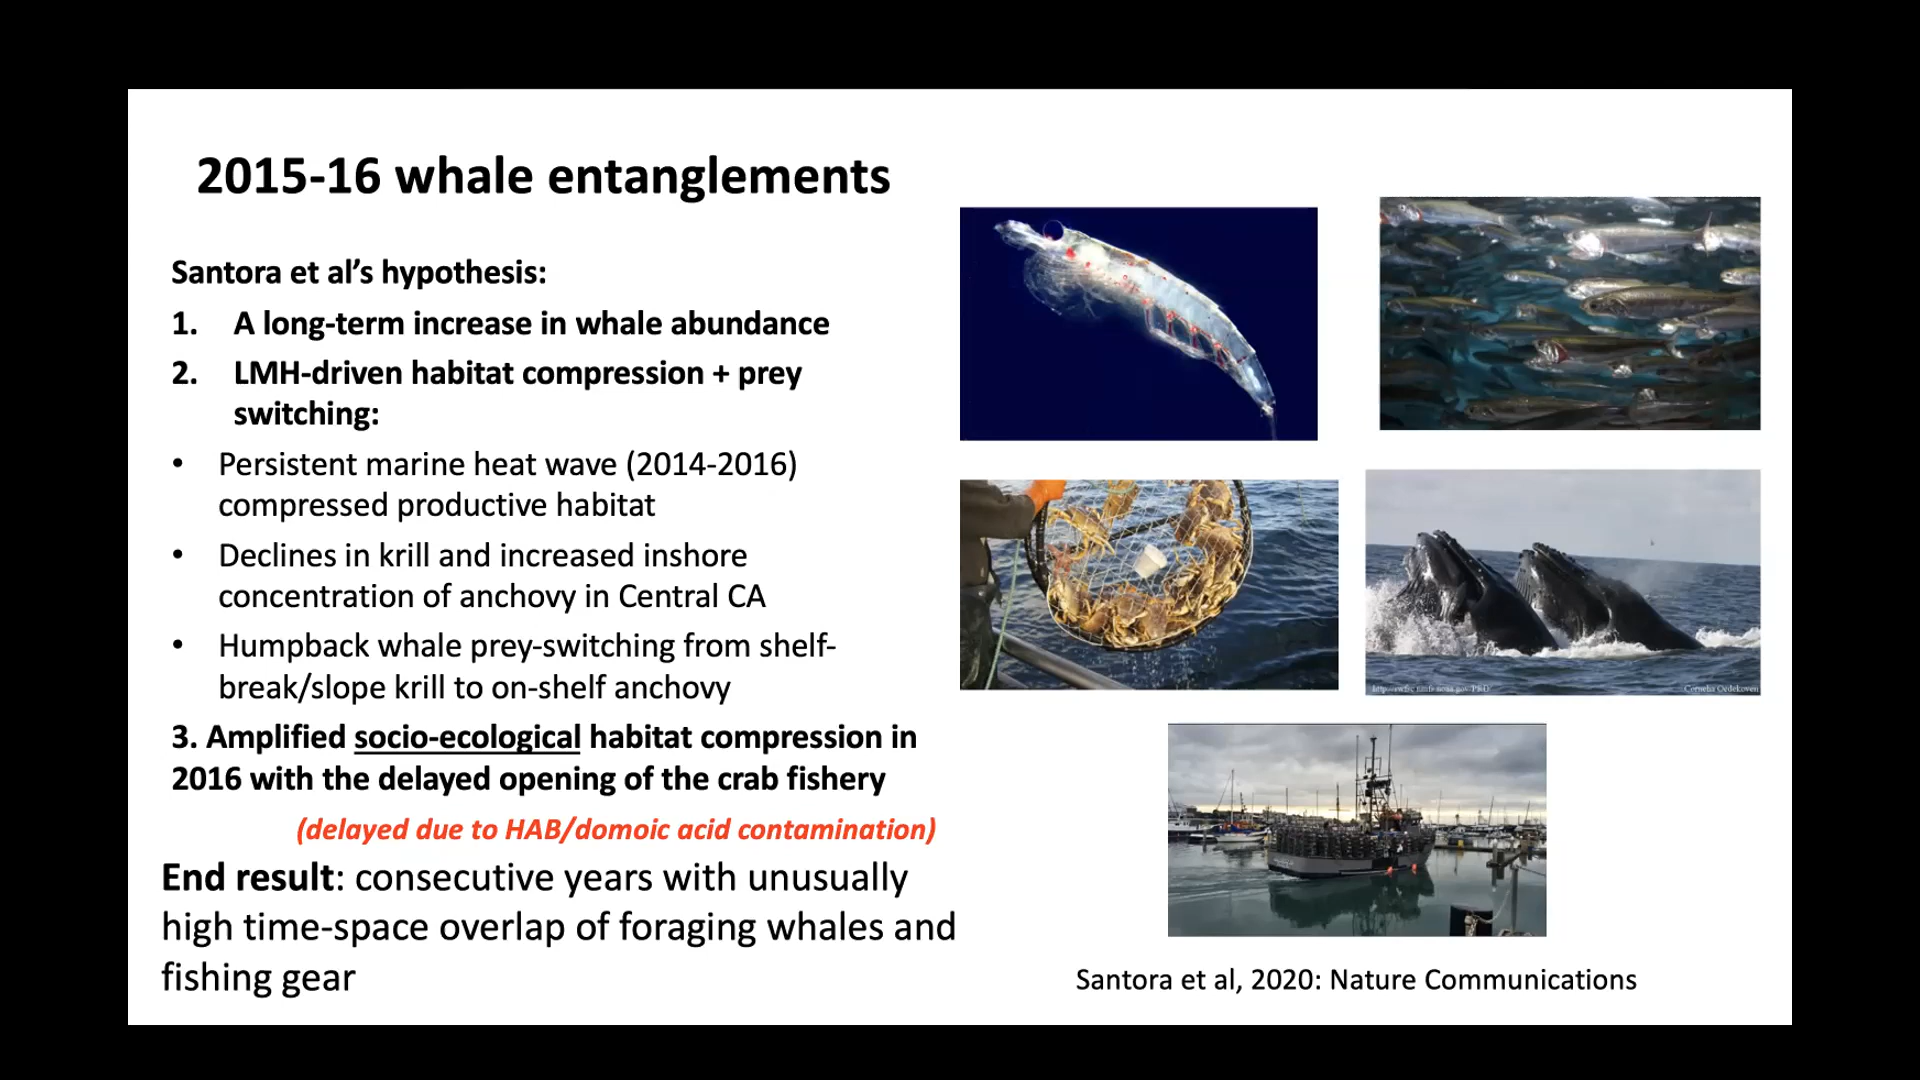 2015-16 whale entanglements
Santora et al’s hypothesis:
1. A long-term increase in whale abundance
2. LMH-driven habitat compression + prey
switching:
• Persistent marine heat wave (2014-2016)
compressed productive habitat
• Declines in krill and increased inshore
concentration of anchovy in Central CA
• Humpback whale prey-switching from shelf-
break/slope krill to on-shelf anchovy
3. Amplified socio-ecological habitat compression in
2016 with the delayed opening of the crab fishery
(delayed due to HAB/domoic acid contamination)
End result: consecutive years with unusually
high time-space overlap of foraging whales and
fishing gear
Cornelia Oedekoven
Santora et al, 2020: Nature Communications